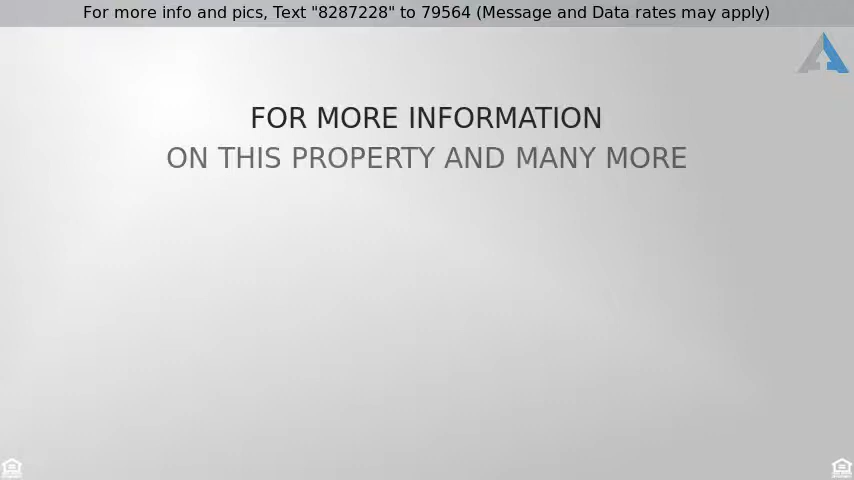 For more info and pics, Text "8287228" to 79564 (Message and Data rates may apply)
FOR MORE INFORMATION
ON THIS PROPERTY AND MANY MORE